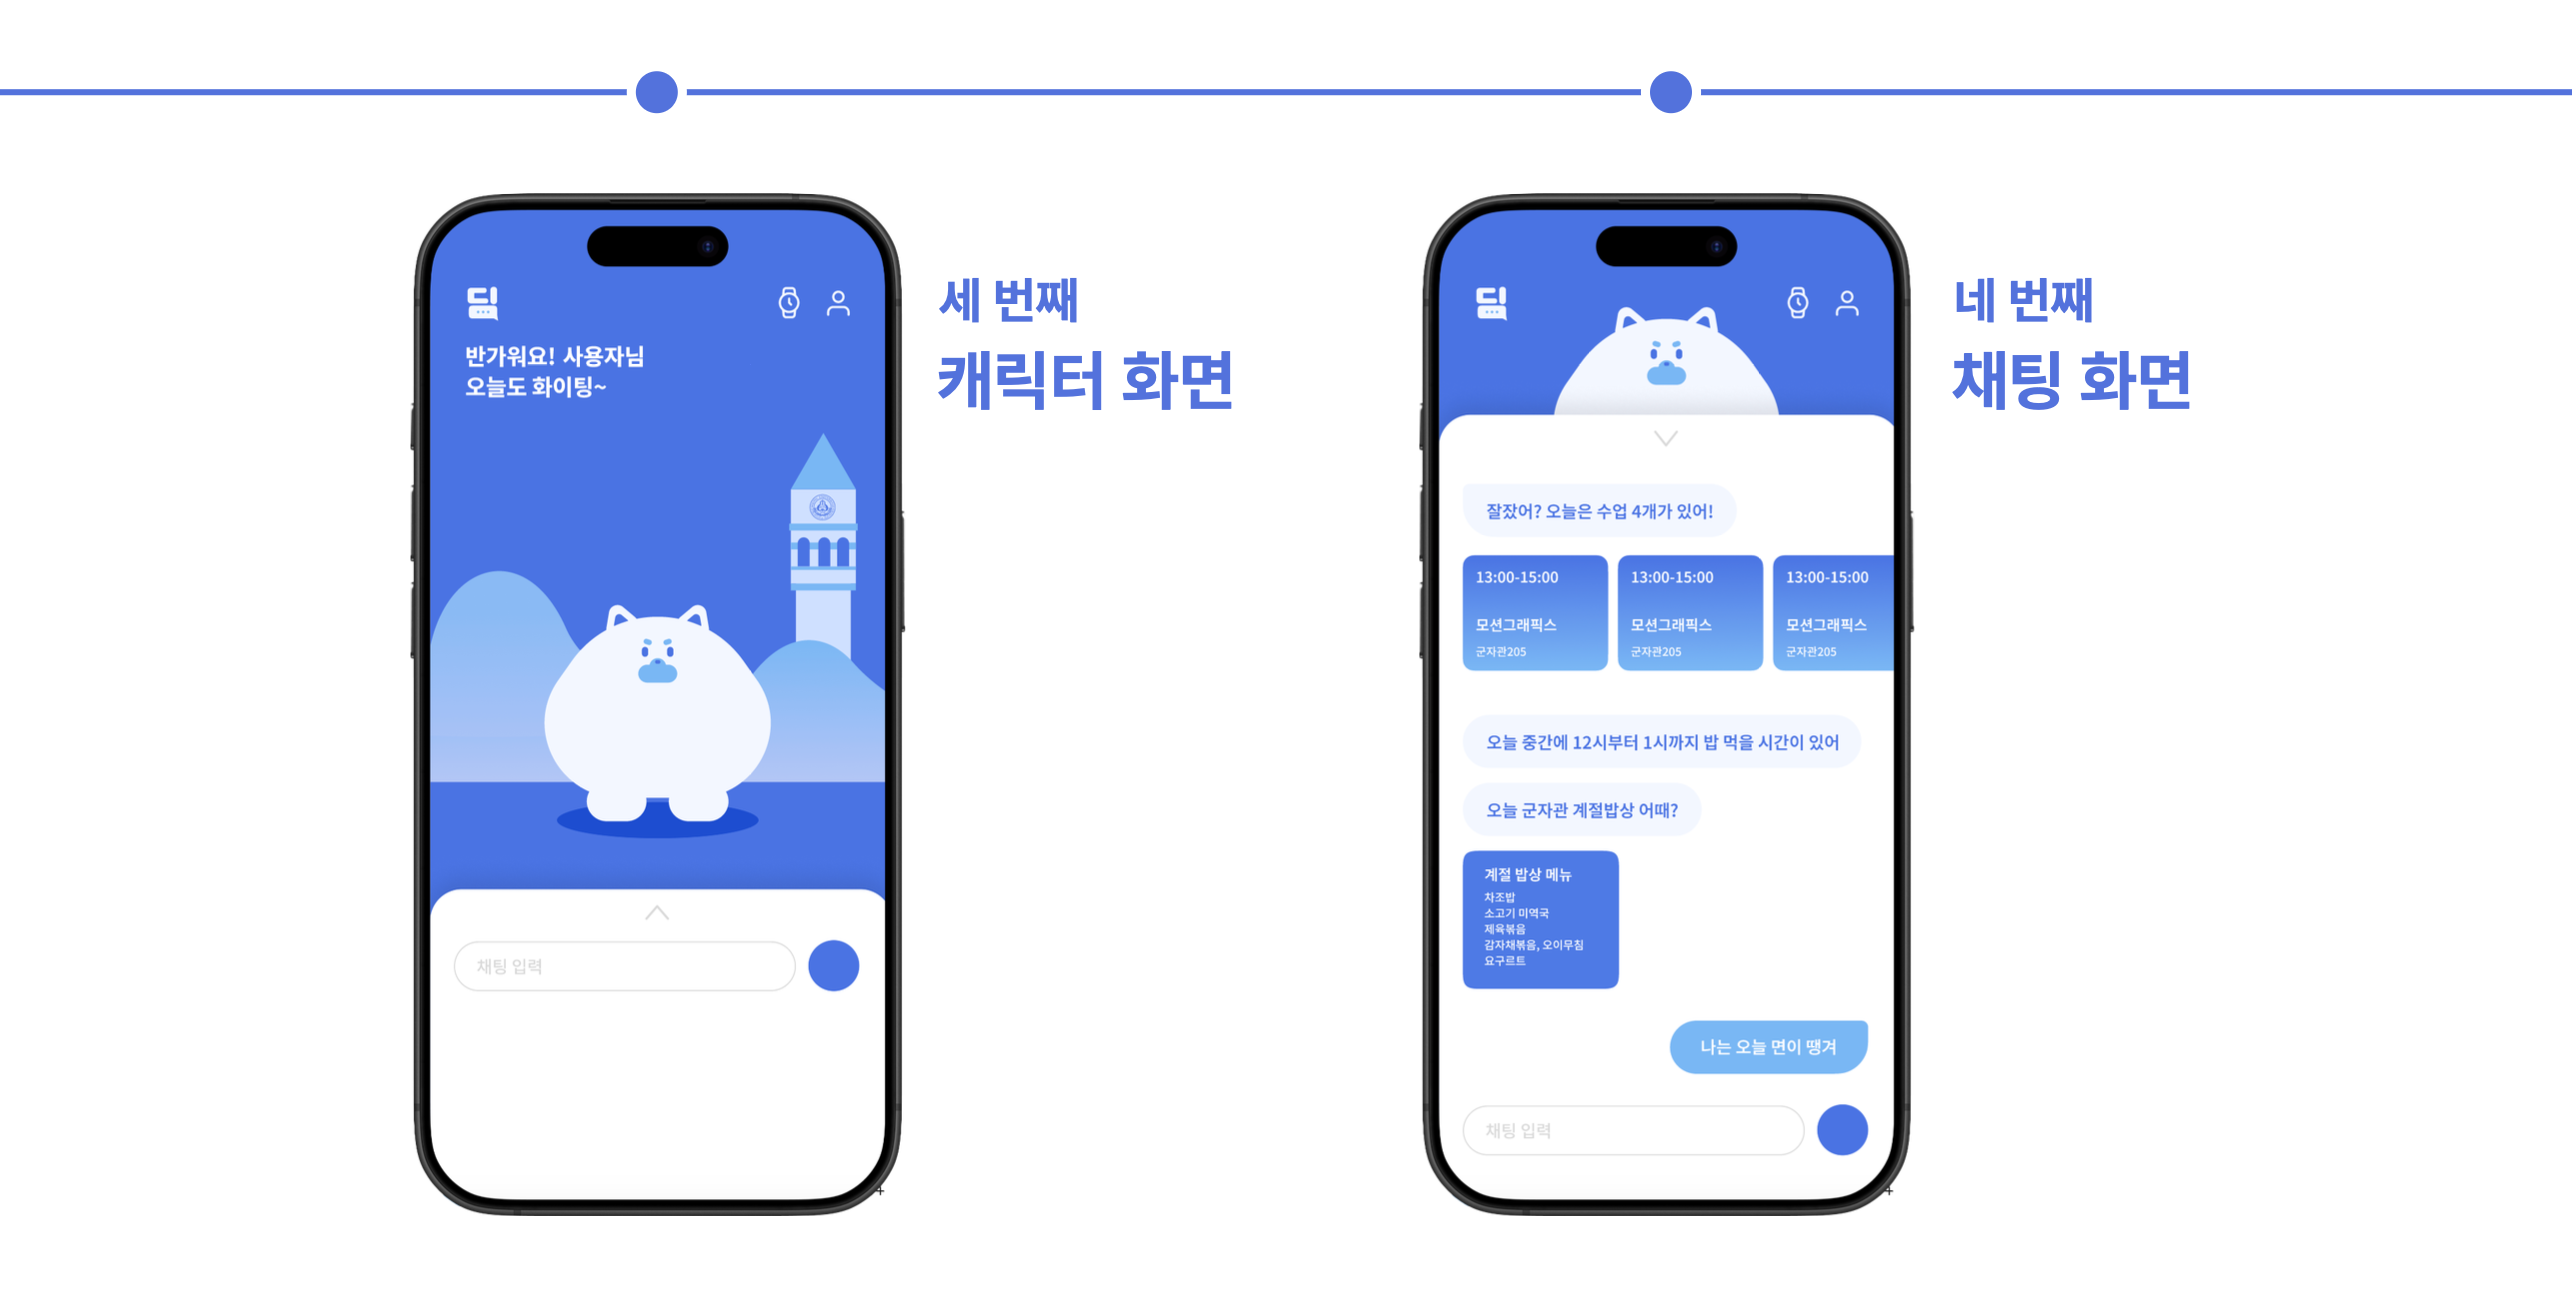 세 번째
캐릭터 화면
반가워요! 사용자님
오늘도 화이팅~
채팅 입력
네 번째
채팅 화면
잘잤어? 오늘은 수업 4개가 있어!
13:00-15:00
모션그래픽스
군자관205
13:00-15:00
모션그래픽스
군자관205
13:00-15:00
모션그래픽스
군자관205
오늘 중간에 12시부터 1시까지 밥 먹을 시간이 있어
오늘 군자관 계절밥상 어때?
계절 밥상 메뉴
차조밥
소고기 미역국
제육볶음
감자채볶음, 오이무침
요구르트
나는 오늘 면이 땡겨
채팅 입력